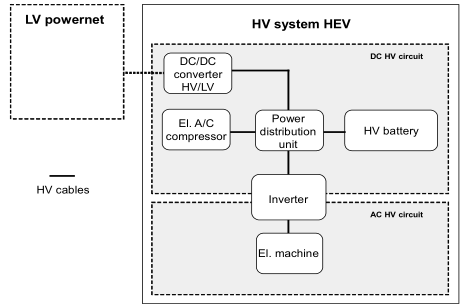 LV powernet
HV system HEV
DC HV circuit
DC/DC
converter
HV/LV
El. A/C
compressor
Power
distribution
unit
HV battery
HV cables
Inverter
AC HV circuit
El. machine